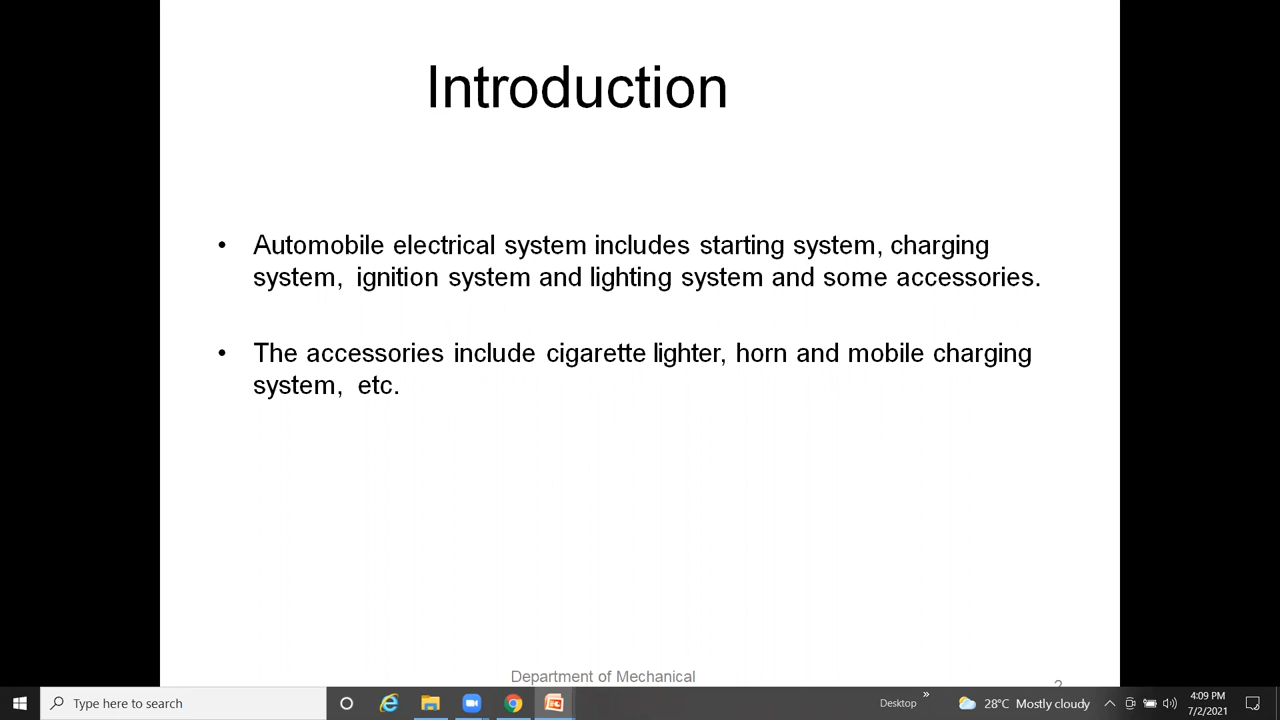 Introduction
• Automobile electrical system includes starting system, charging
system, ignition system and lighting system and some accessories.
• The accessories include cigarette lighter, horn and mobile charging
system, etc.
Department of Mechanical
2
Type here to search
Desktop
»
28°C Mostly cloudy
4:09 PM
7/2/2021